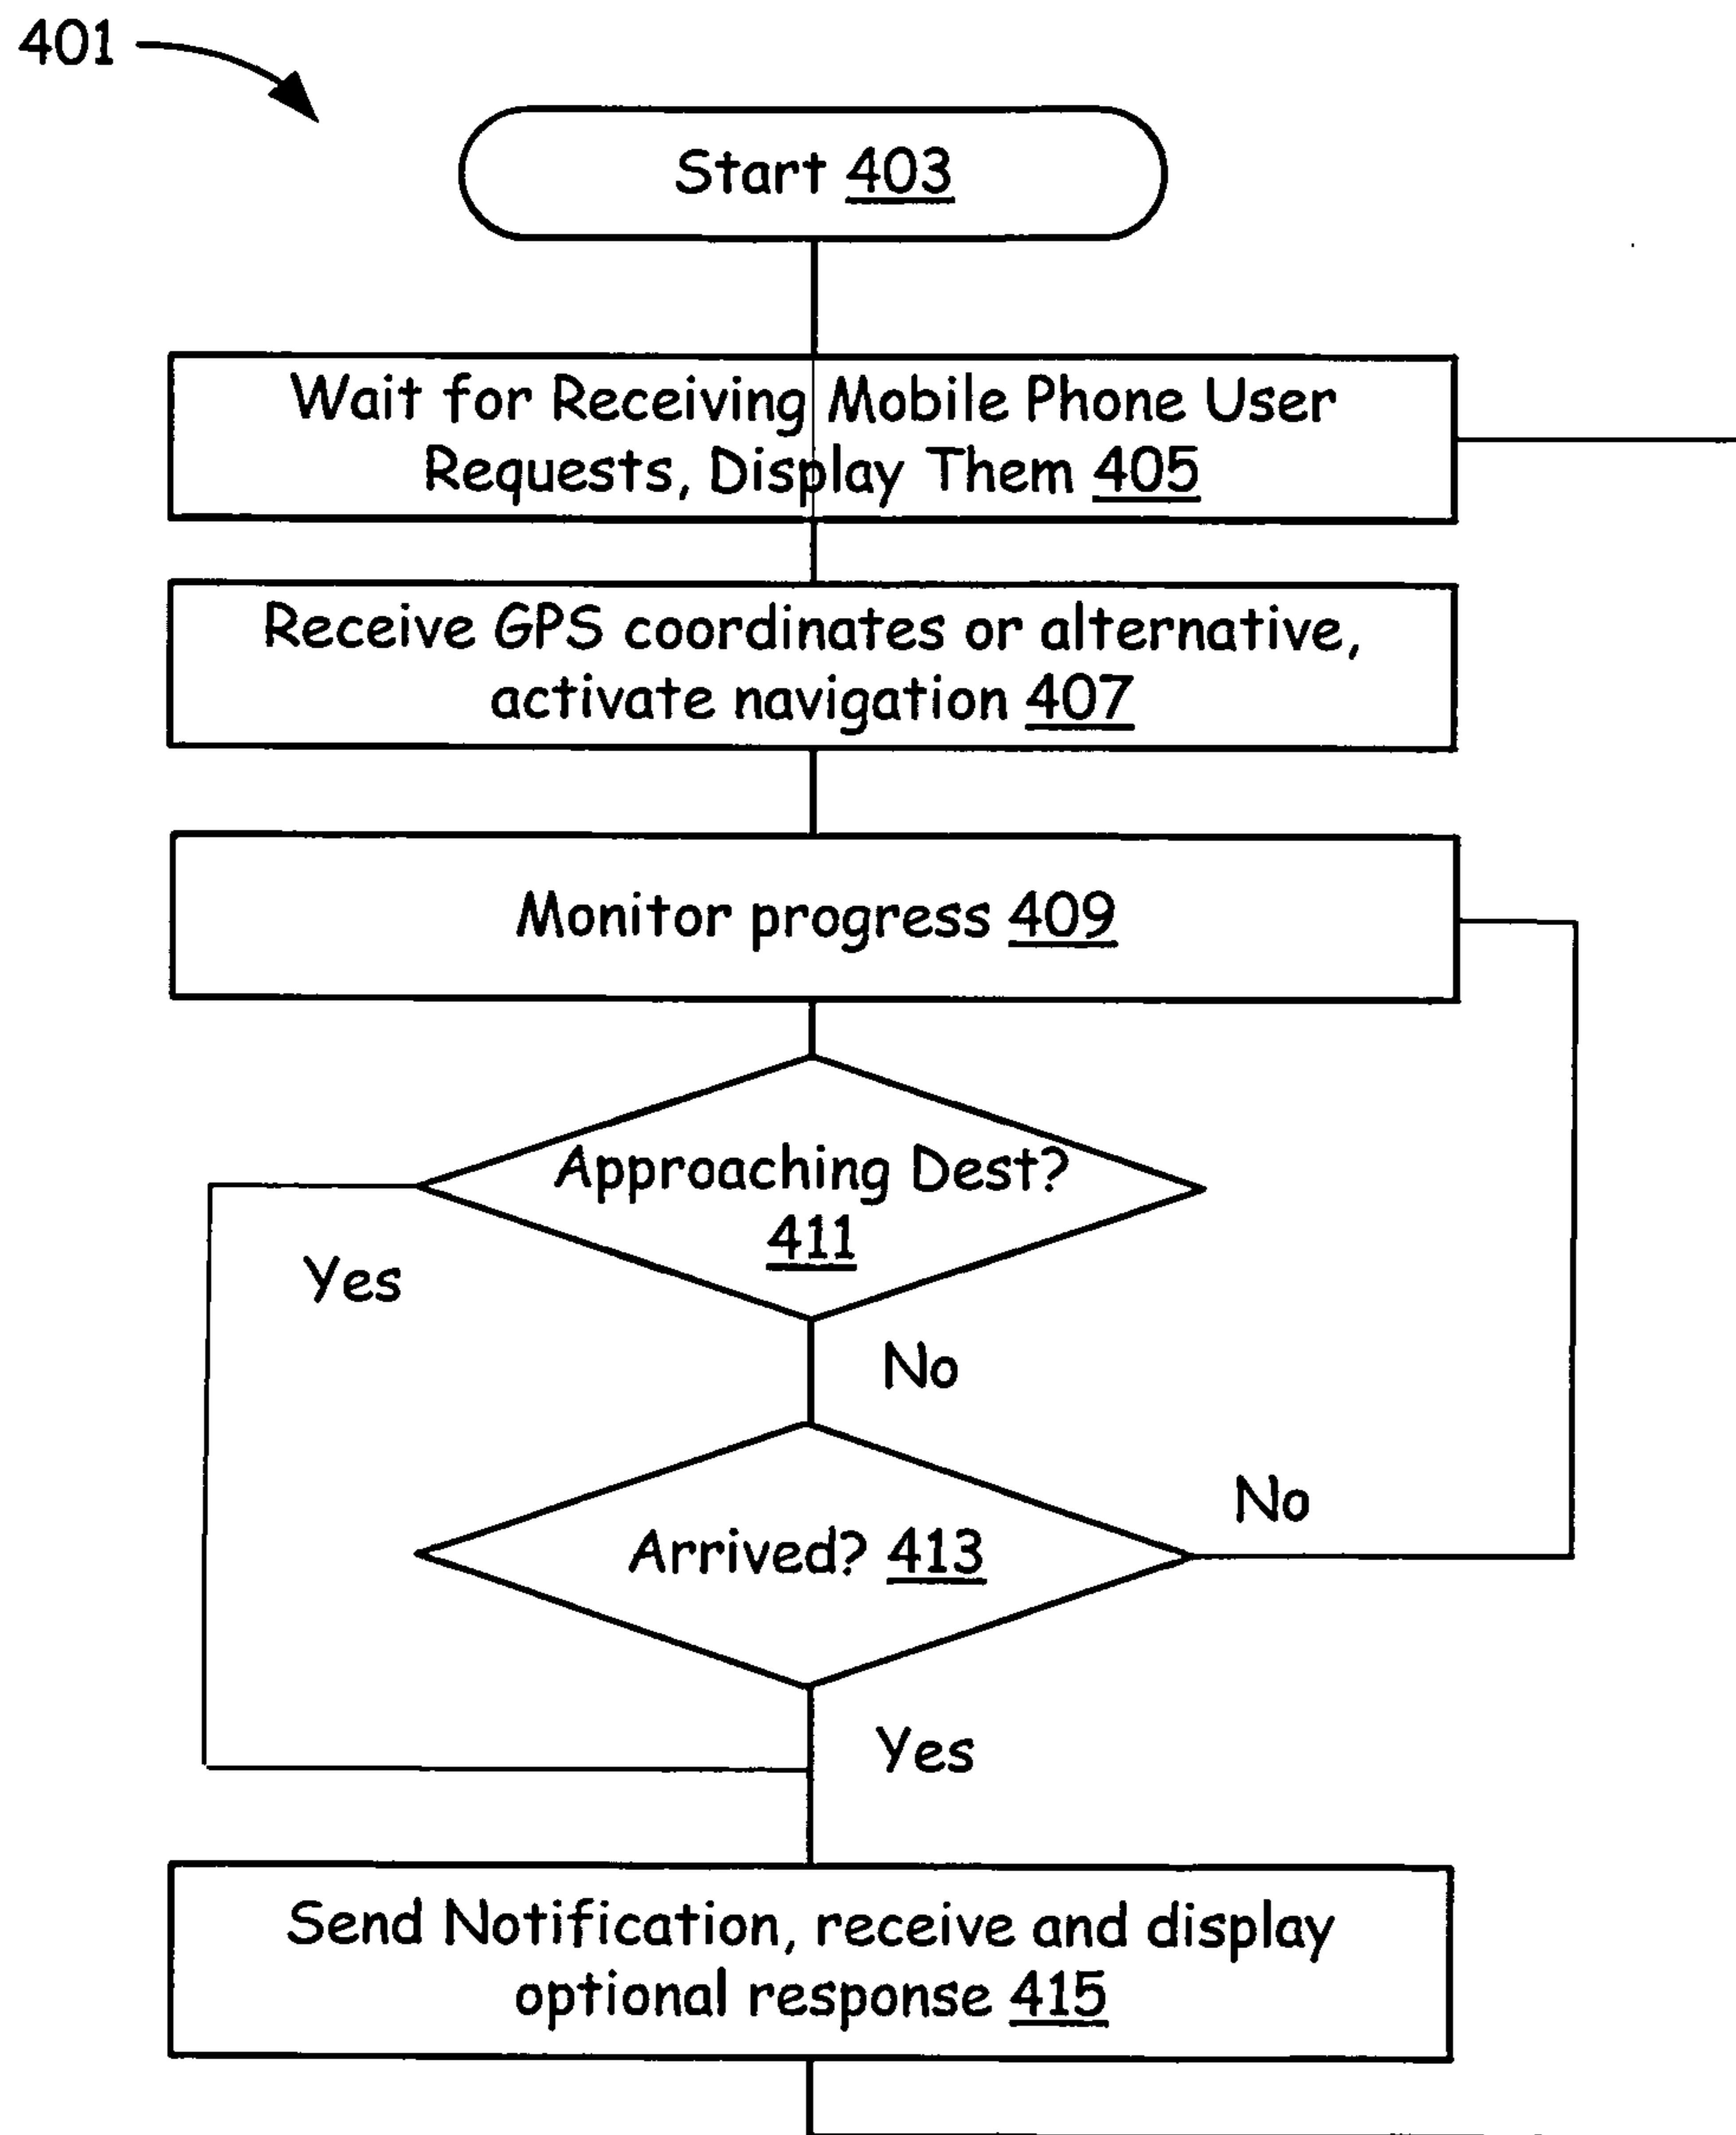 401
Start 403
Wait for Receiving Mobile Phone User
Requests, Display Them 405
Receive GPS coordinates or alternative,
activate navigation 407
Monitor progress 409
Approaching Dest?
411
Yes
No
Arrived? 413
No
Yes
Send Notification, receive and display
optional response 415